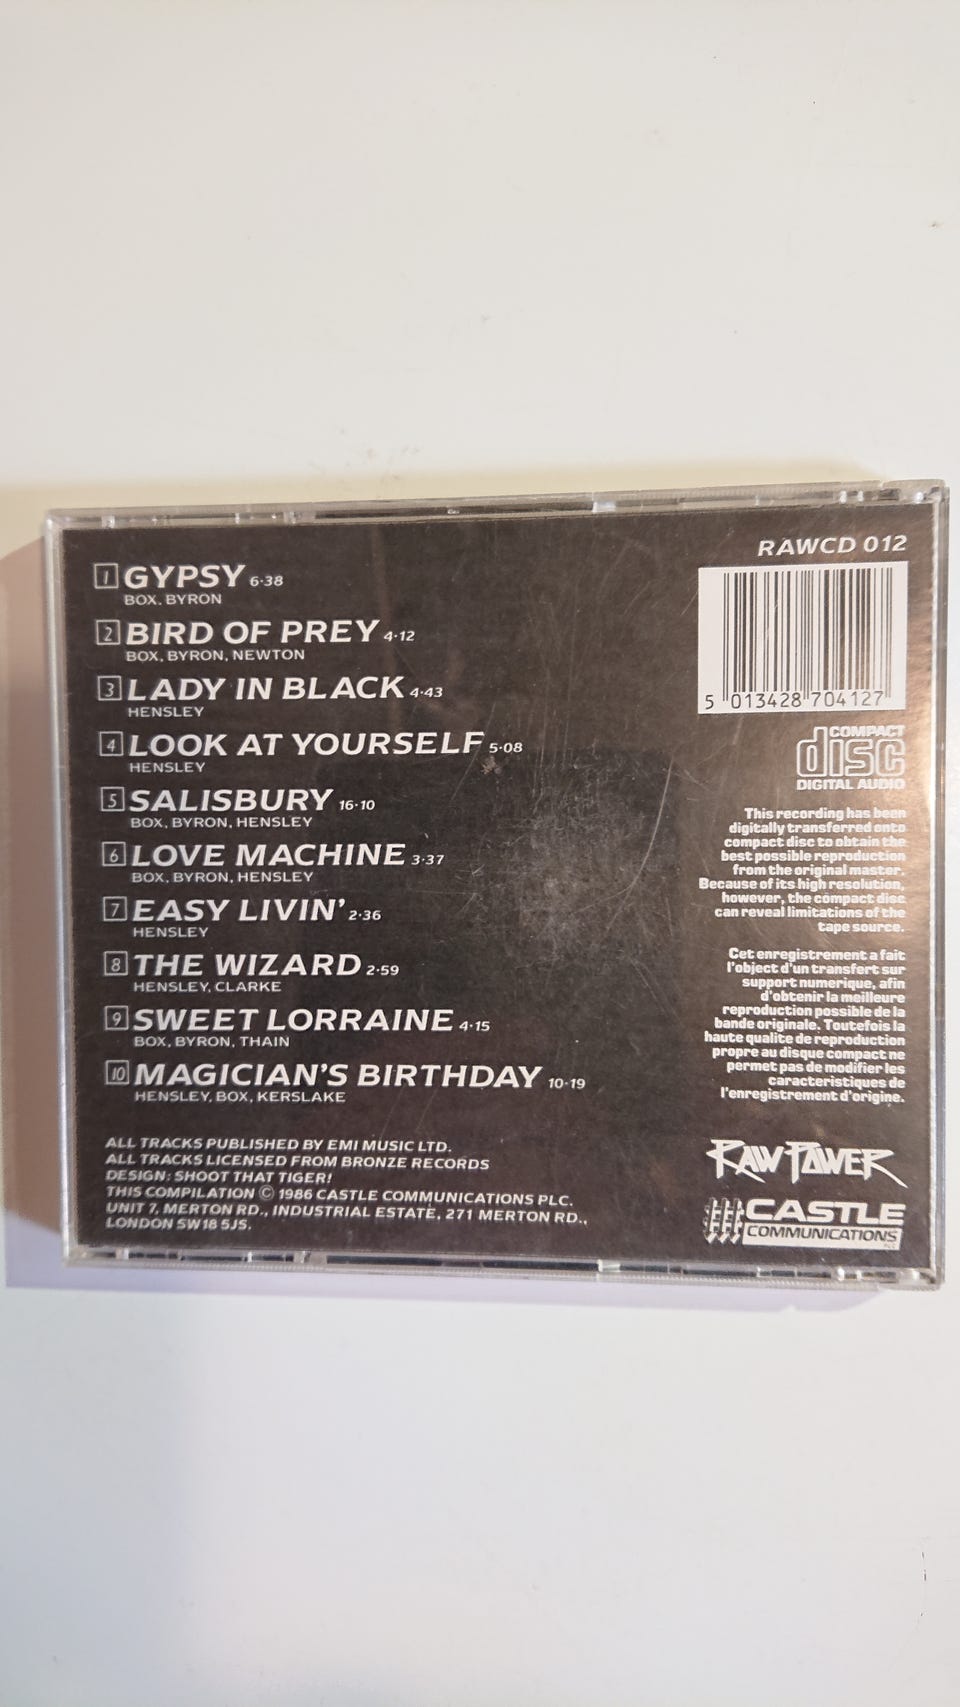 RAWCD 012
1 GYPSY 6·38
BOX, BYRON
2 BIRD OF PREY 4·12
BOX, BYRON, NEWTON
3 LADY IN BLACK 4·43
HENSLEY
4 LOOK AT YOURSELF 5·08
HENSLEY
5 SALISBURY 16·10
BOX, BYRON, HENSLEY
6 LOVE MACHINE 3·37
BOX, BYRON, HENSLEY
7 EASY LIVIN' 2·36
HENSLEY
8 THE WIZARD 2·59
HENSLEY, CLARKE
9 SWEET LORRAINE 4·15
BOX, BYRON, THAIN
10 MAGICIAN'S BIRTHDAY 10·19
HENSLEY, BOX, KERSLAKE
ALL TRACKS PUBLISHED BY EMI MUSIC LTD.
ALL TRACKS LICENSED FROM BRONZE RECORDS
DESIGN: SHOOT THAT TIGER!
THIS COMPILATION © 1986 CASTLE COMMUNICATIONS PLC.
UNIT 7, MERTON RD., INDUSTRIAL ESTATE, 271 MERTON RD.,
LONDON SW18 5JS.
5 013428 704127
COMPACT
disc
DIGITAL AUDIO
This recording has been
digitally transferred onto
compact disc to obtain the
best possible reproduction
from the original master.
Because of its high resolution,
however, the compact disc
can reveal limitations of the
tape source.
Cet enregistrement a fait
l'object d'un transfert sur
support numerique, afin
d'obtenir la meilleure
reproduction possible de la
bande originale. Toutefois la
haute qualite de reproduction
propre au disque compact ne
permet pas de modifier les
caracteristiques de
l'enregistrement d'origine.
RAW POWER
CASTLE
COMMUNICATIONS
PLC